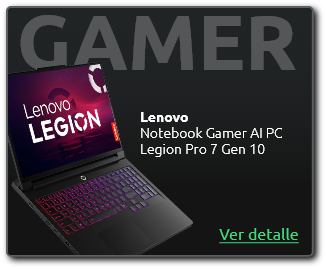 GAMER
Lenovo
LEGION
Lenovo
Notebook Gamer AI PC
Legion Pro 7 Gen 10
Ver detalle